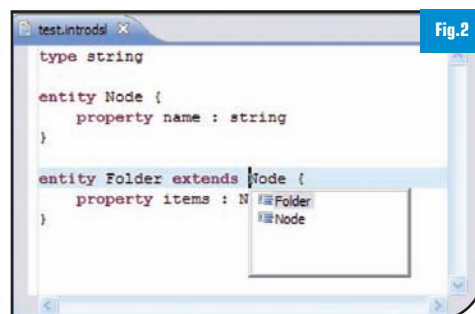 test.introdsl
Fig.2
type string
entity Node {
property name : string
}
entity Folder extends Node {
property items : N
Folder
Node
}